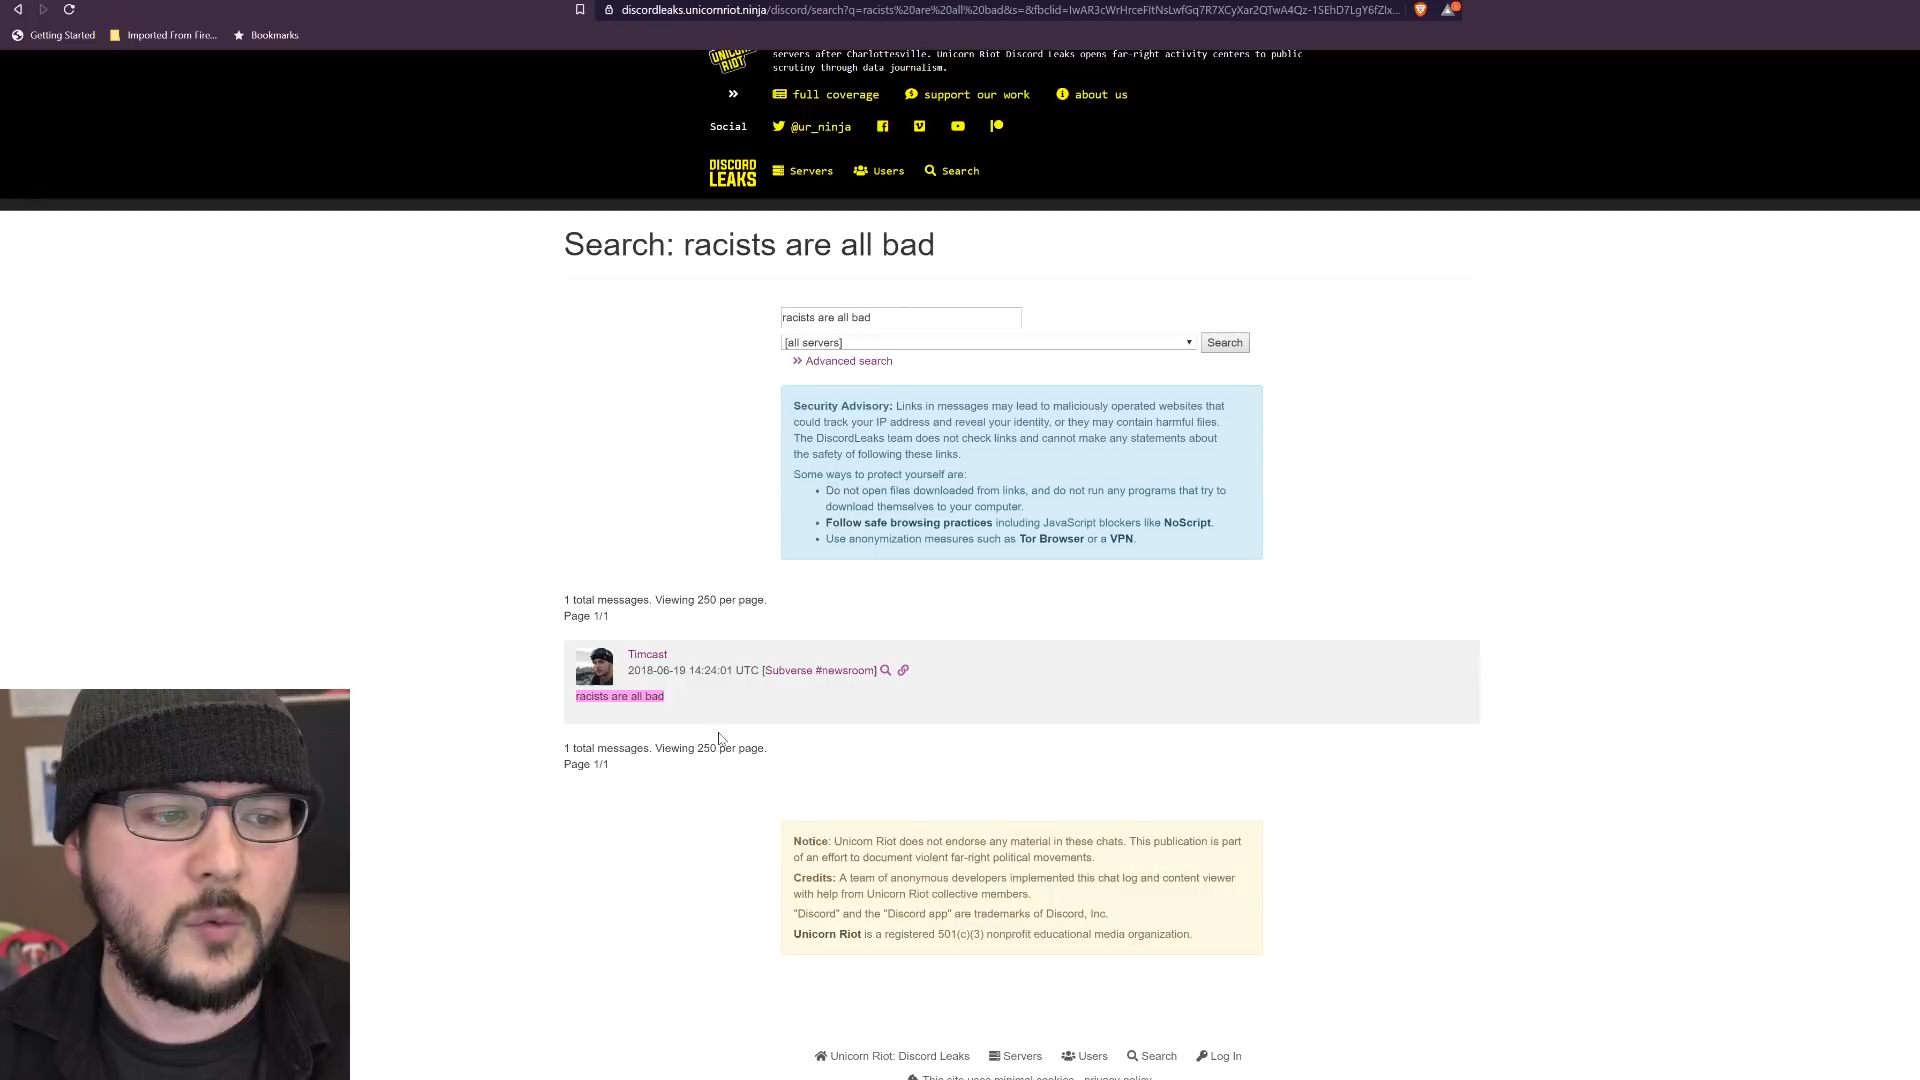 discordleaks.unicornriot.ninja/discord/search?q=racists%20are%20all%20bad&s=&fbclid=IwAR3cWrHrceFItNsLwfGq7R7XCyXar2QTwA4Qz-1SEhD7LgY6fZIx...
Getting Started Imported From Fire... Bookmarks
UNICORN RIOT
servers after Charlottesville. Unicorn Riot Discord Leaks opens far-right activity centers to public
scrutiny through data journalism.
full coverage support our work about us
Social @ur_ninja
DISCORD LEAKS Servers Users Search
Search: racists are all bad
racists are all bad
[all servers] Search
Advanced search
Security Advisory: Links in messages may lead to maliciously operated websites that
could track your IP address and reveal your identity, or they may contain harmful files.
The DiscordLeaks team does not check links and cannot make any statements about
the safety of following these links.
Some ways to protect yourself are:
• Do not open files downloaded from links, and do not run any programs that try to
download themselves to your computer.
• Follow safe browsing practices including JavaScript blockers like NoScript.
• Use anonymization measures such as Tor Browser or a VPN.
1 total messages. Viewing 250 per page.
Page 1/1
Timcast
2018-06-19 14:24:01 UTC [Subverse #newsroom]
racists are all bad
1 total messages. Viewing 250 per page.
Page 1/1
Notice: Unicorn Riot does not endorse any material in these chats. This publication is part
of an effort to document violent far-right political movements.
Credits: A team of anonymous developers implemented this chat log and content viewer
with help from Unicorn Riot collective members.
"Discord" and the "Discord app" are trademarks of Discord, Inc.
Unicorn Riot is a registered 501(c)(3) nonprofit educational media organization.
Unicorn Riot: Discord Leaks Servers Users Search Log In
This site uses minimal cookies - privacy policy